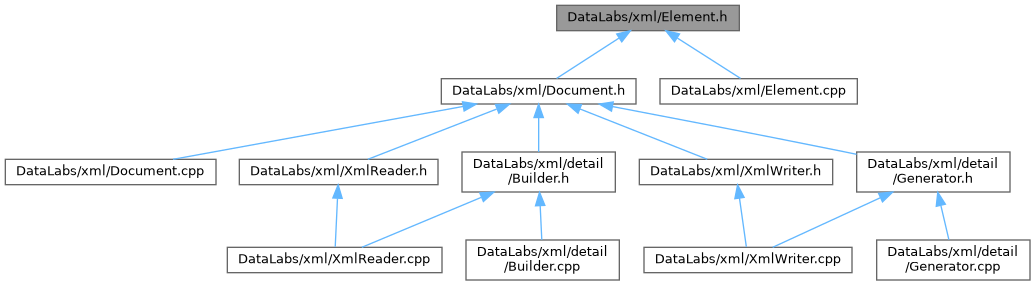 DataLabs/xml/Element.h
DataLabs/xml/Document.h
DataLabs/xml/Element.cpp
DataLabs/xml/Document.cpp
DataLabs/xml/XmlReader.h
DataLabs/xml/detail
/Builder.h
DataLabs/xml/XmlWriter.h
DataLabs/xml/detail
/Generator.h
DataLabs/xml/XmlReader.cpp
DataLabs/xml/detail
/Builder.cpp
DataLabs/xml/XmlWriter.cpp
DataLabs/xml/detail
/Generator.cpp